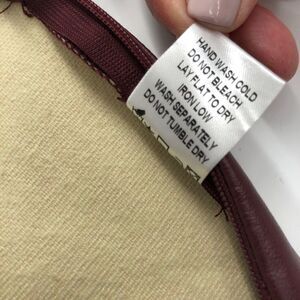 HAND WASH COLD
DO NOT BLEACH
LAY FLAT TO DRY
IRON LOW
WASH SEPARATELY
DO NOT TUMBLE DRY.